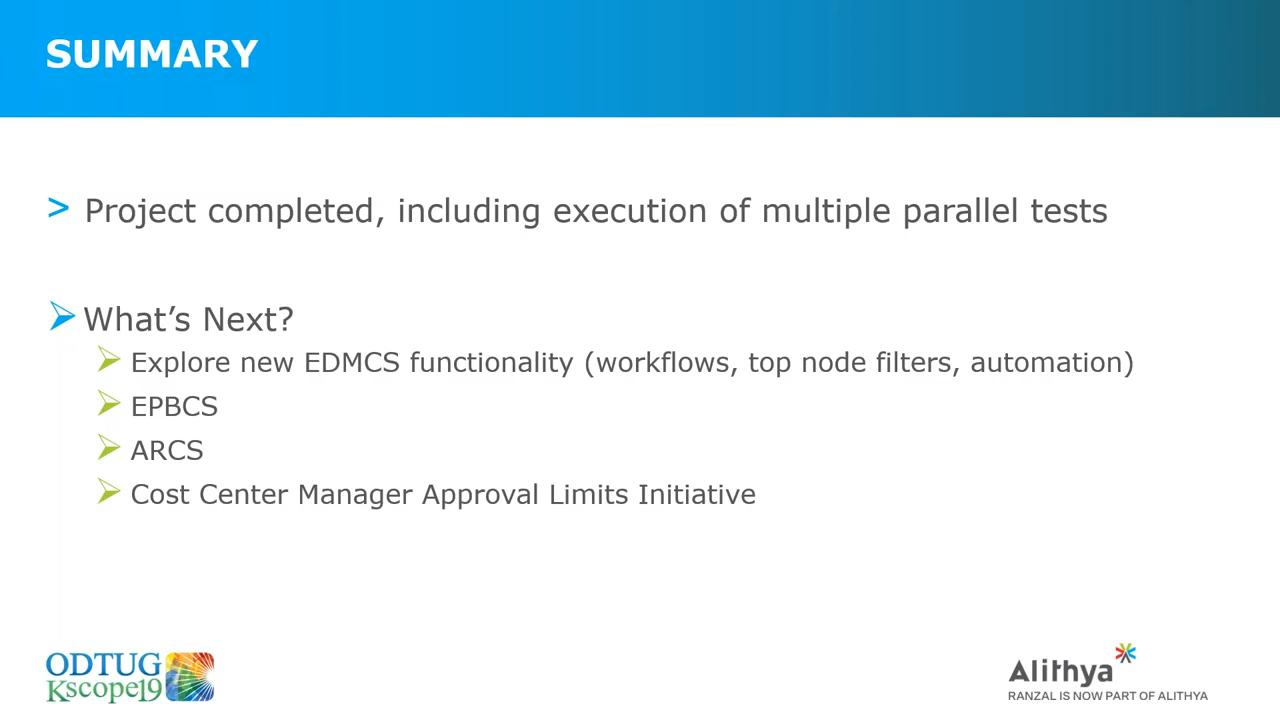 SUMMARY
> Project completed, including execution of multiple parallel tests
What’s Next?
Explore new EDMCS functionality (workflows, top node filters, automation)
EPBCS
ARCS
Cost Center Manager Approval Limits Initiative
ODTUG
Kscope19
Alithya
RANZAL IS NOW PART OF ALITHYA